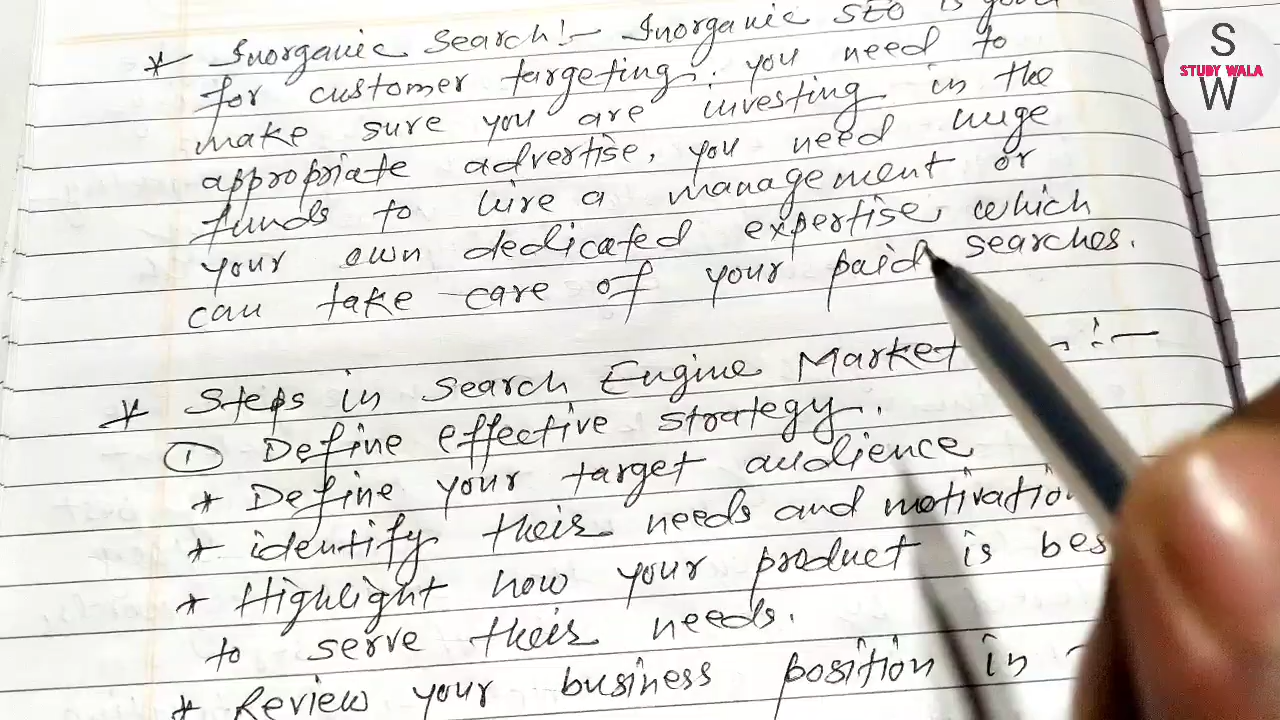 * Inorganic Search :- Inorganic SEO is good
for customer targeting. you need to
make sure you are investing in the
appropriate advertise, you need huge
funds to hire a management or
your own dedicated expertise which
can take care of your paid searches.
* Steps in Search Engine Market :-
① Define effective strategy.
* Define your target audience
* identify their needs and motivatio
* Highlight how your product is bes
to serve their needs.
* Review your business position in
S
STUDY WALA
W